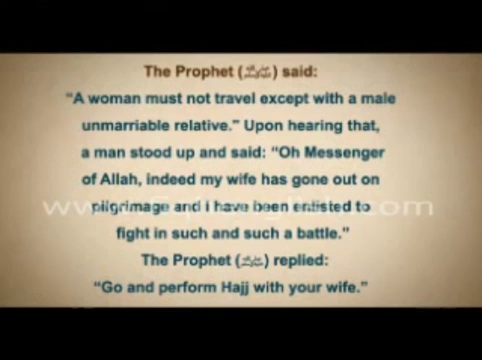 The Prophet (ﷺ) said:
“A woman must not travel except with a male
unmarriable relative.” Upon hearing that,
a man stood up and said: “Oh Messenger
of Allah, indeed my wife has gone out on
pilgrimage and I have been enlisted to
fight in such and such a battle.”
The Prophet (ﷺ) replied:
“Go and perform Hajj with your wife.”